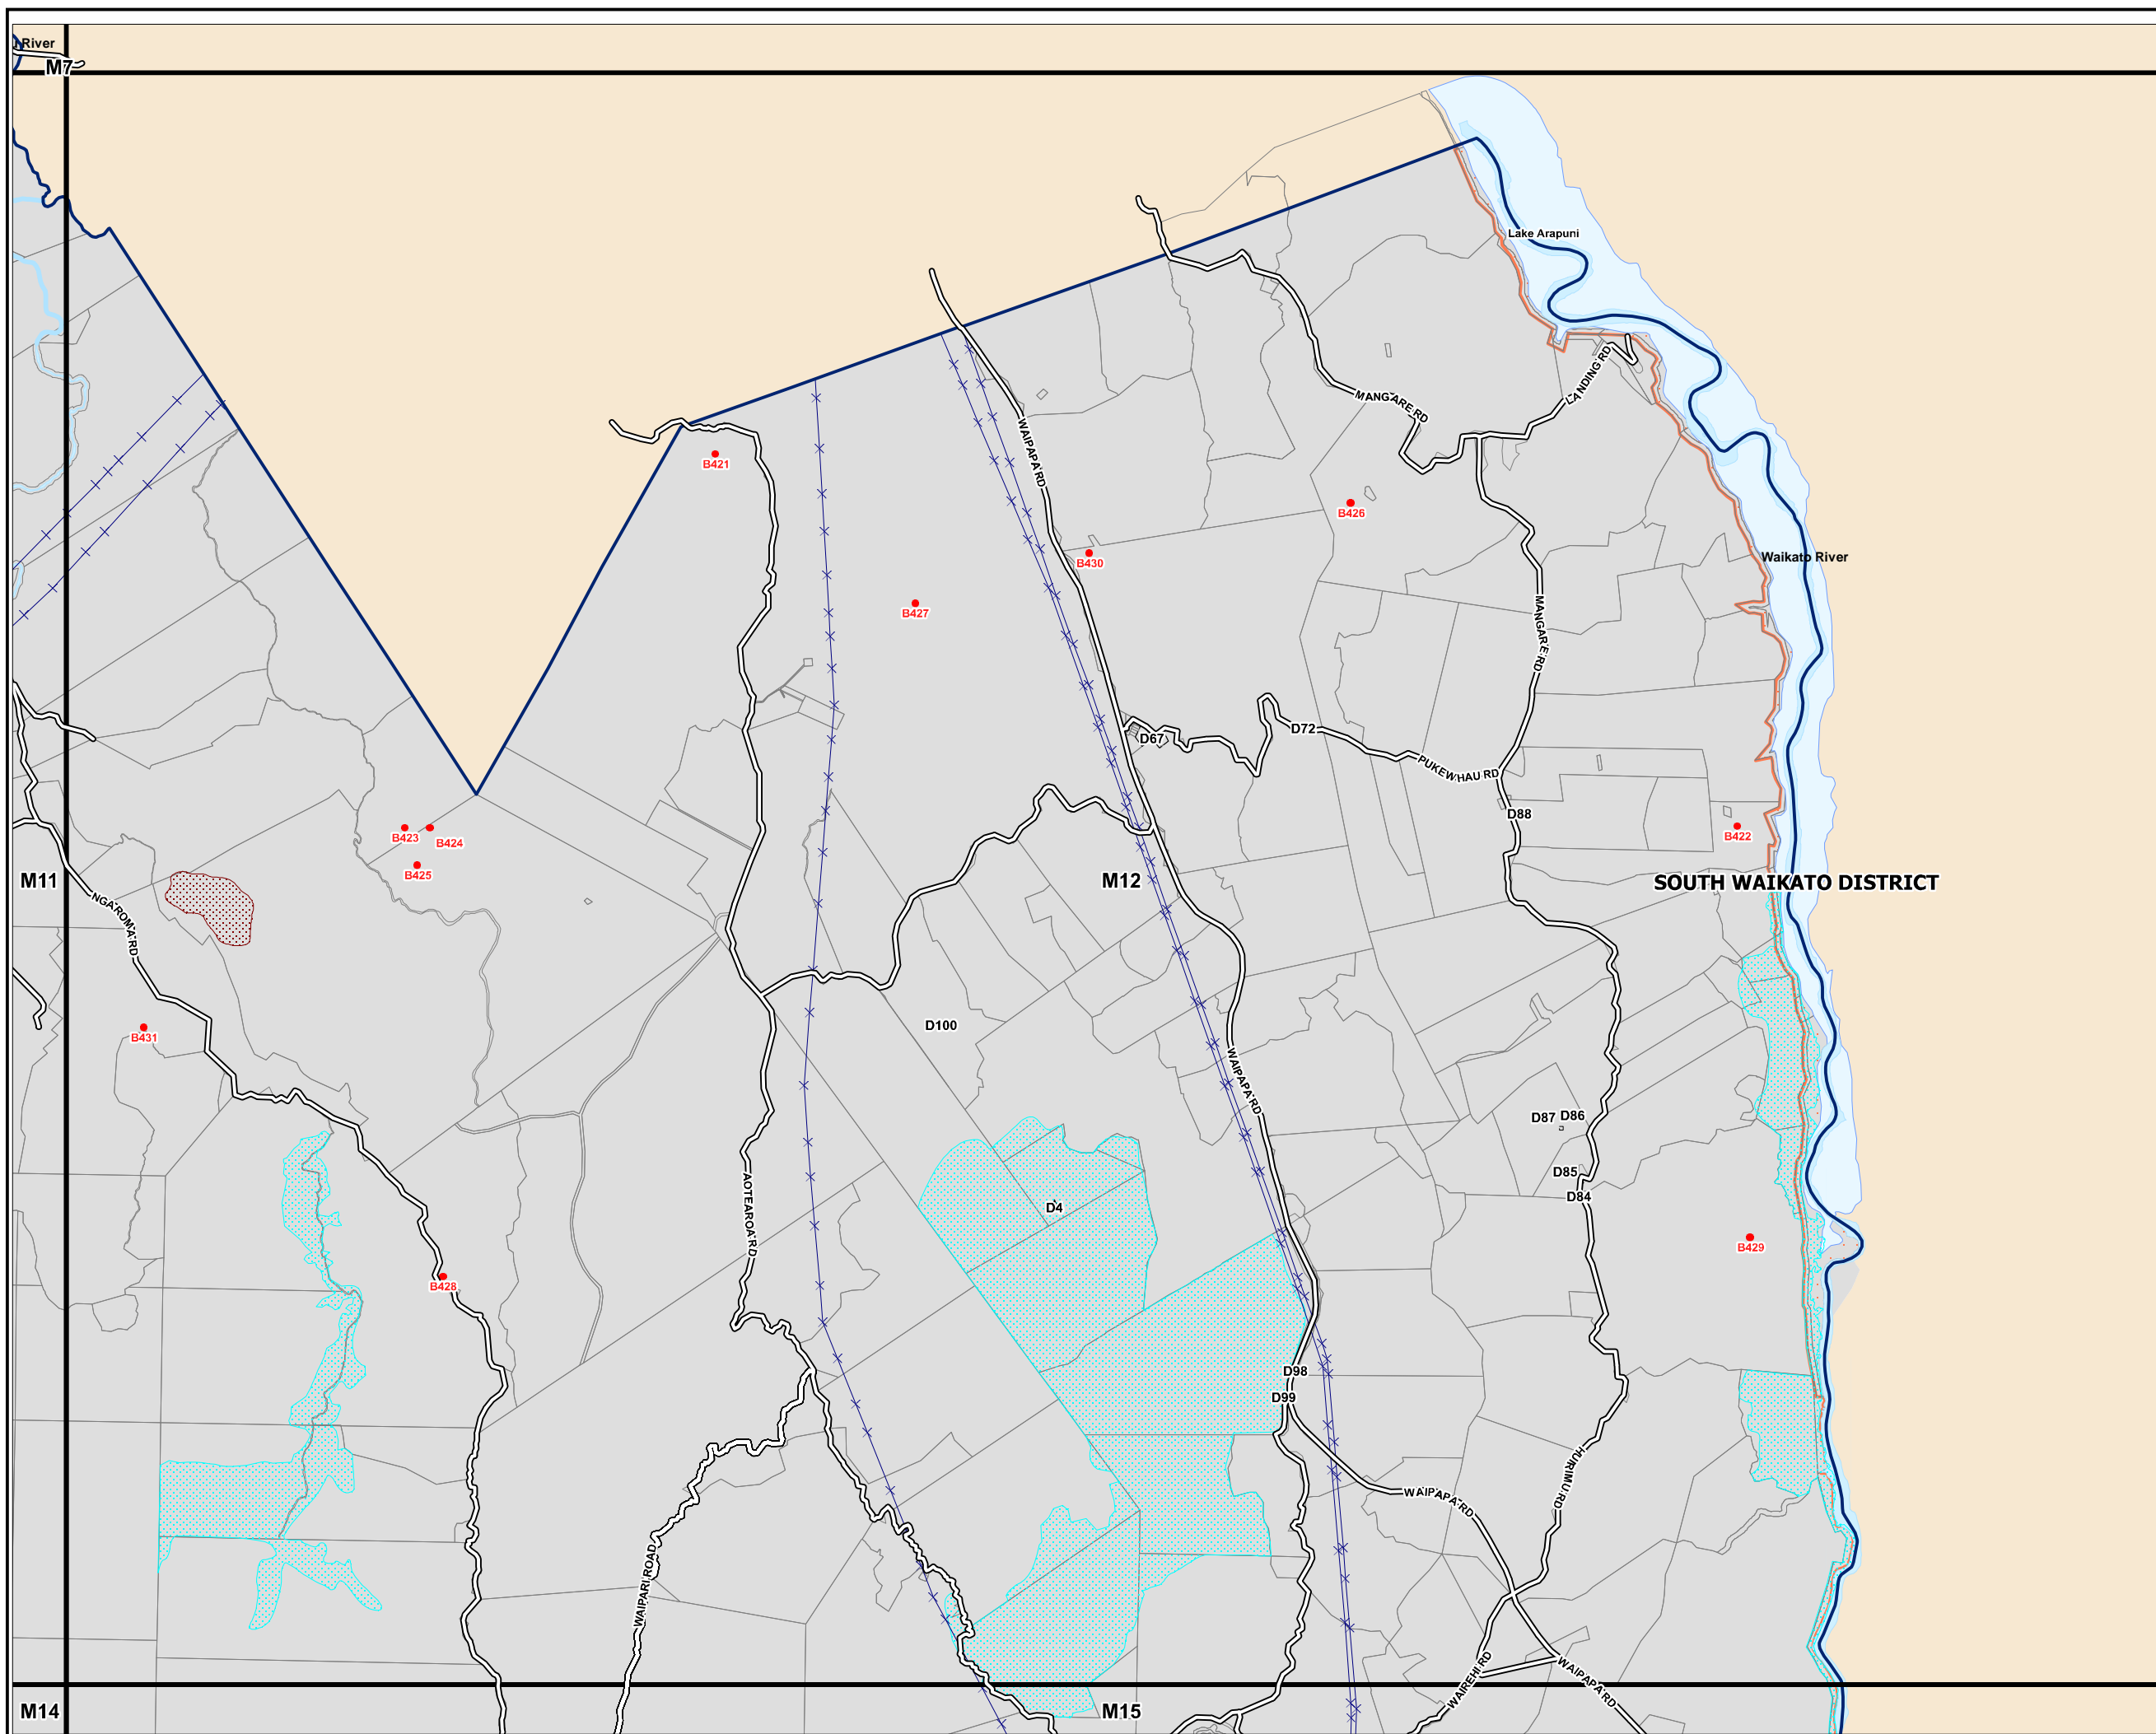 River
M7
Lake Arapuni
LANDING RD
MANGARE RD
WAIPAPA RD
B421
B426
B430
Waikato River
B427
MANGARE RD
D72
D67
PUKEWHAU RD
D88
B423
B424
B422
B425
M11
M12
SOUTH WAIKATO DISTRICT
NGAROMA RD
D100
B431
WAIPAPA RD
D87
D86
D85
D84
AOTEAROA RD
D4
B429
B428
D98
D99
HURIMU RD
WAIPAPA RD
WAIPARI ROAD
WAIREHI RD
WAIPAPA RD
M14
M15